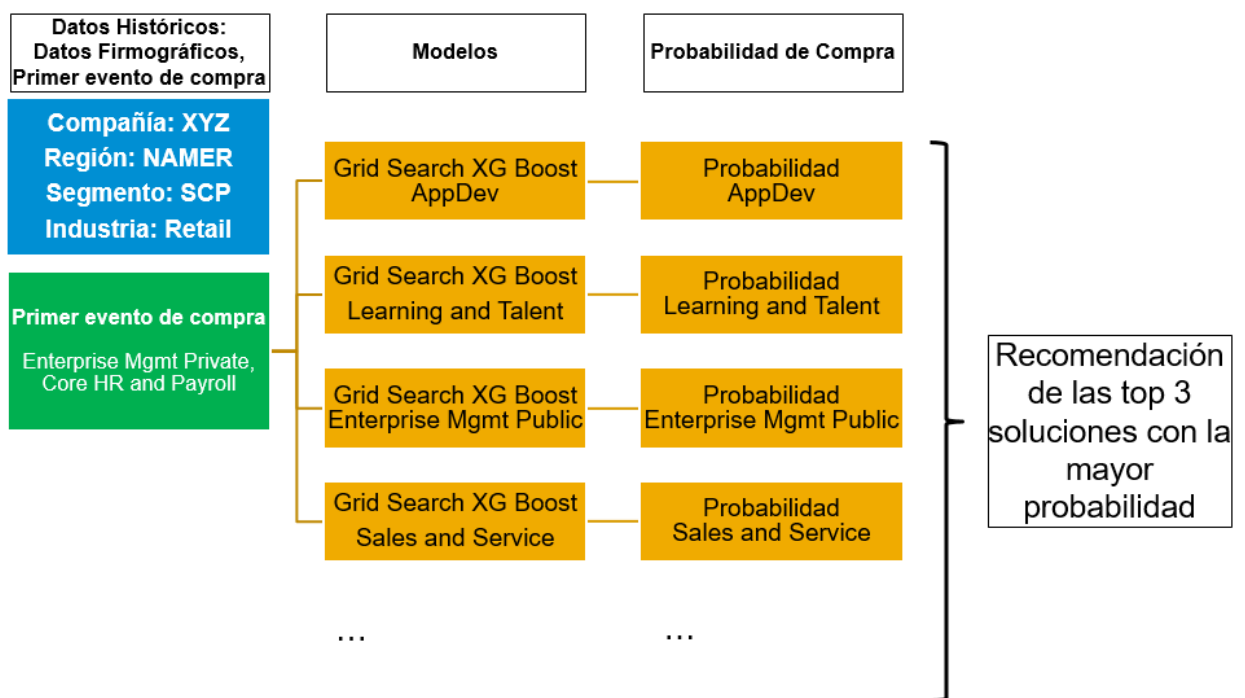 Datos Históricos:
Datos Firmográficos,
Primer evento de compra
Modelos
Probabilidad de Compra
Compañía: XYZ
Región: NAMER
Segmento: SCP
Industria: Retail
Primer evento de compra
Enterprise Mgmt Private,
Core HR and Payroll
Grid Search XG Boost
AppDev
Probabilidad
AppDev
Grid Search XG Boost
Learning and Talent
Probabilidad
Learning and Talent
Grid Search XG Boost
Enterprise Mgmt Public
Probabilidad
Enterprise Mgmt Public
Grid Search XG Boost
Sales and Service
Probabilidad
Sales and Service
...
...
Recomendación
de las top 3
soluciones con la
mayor
probabilidad